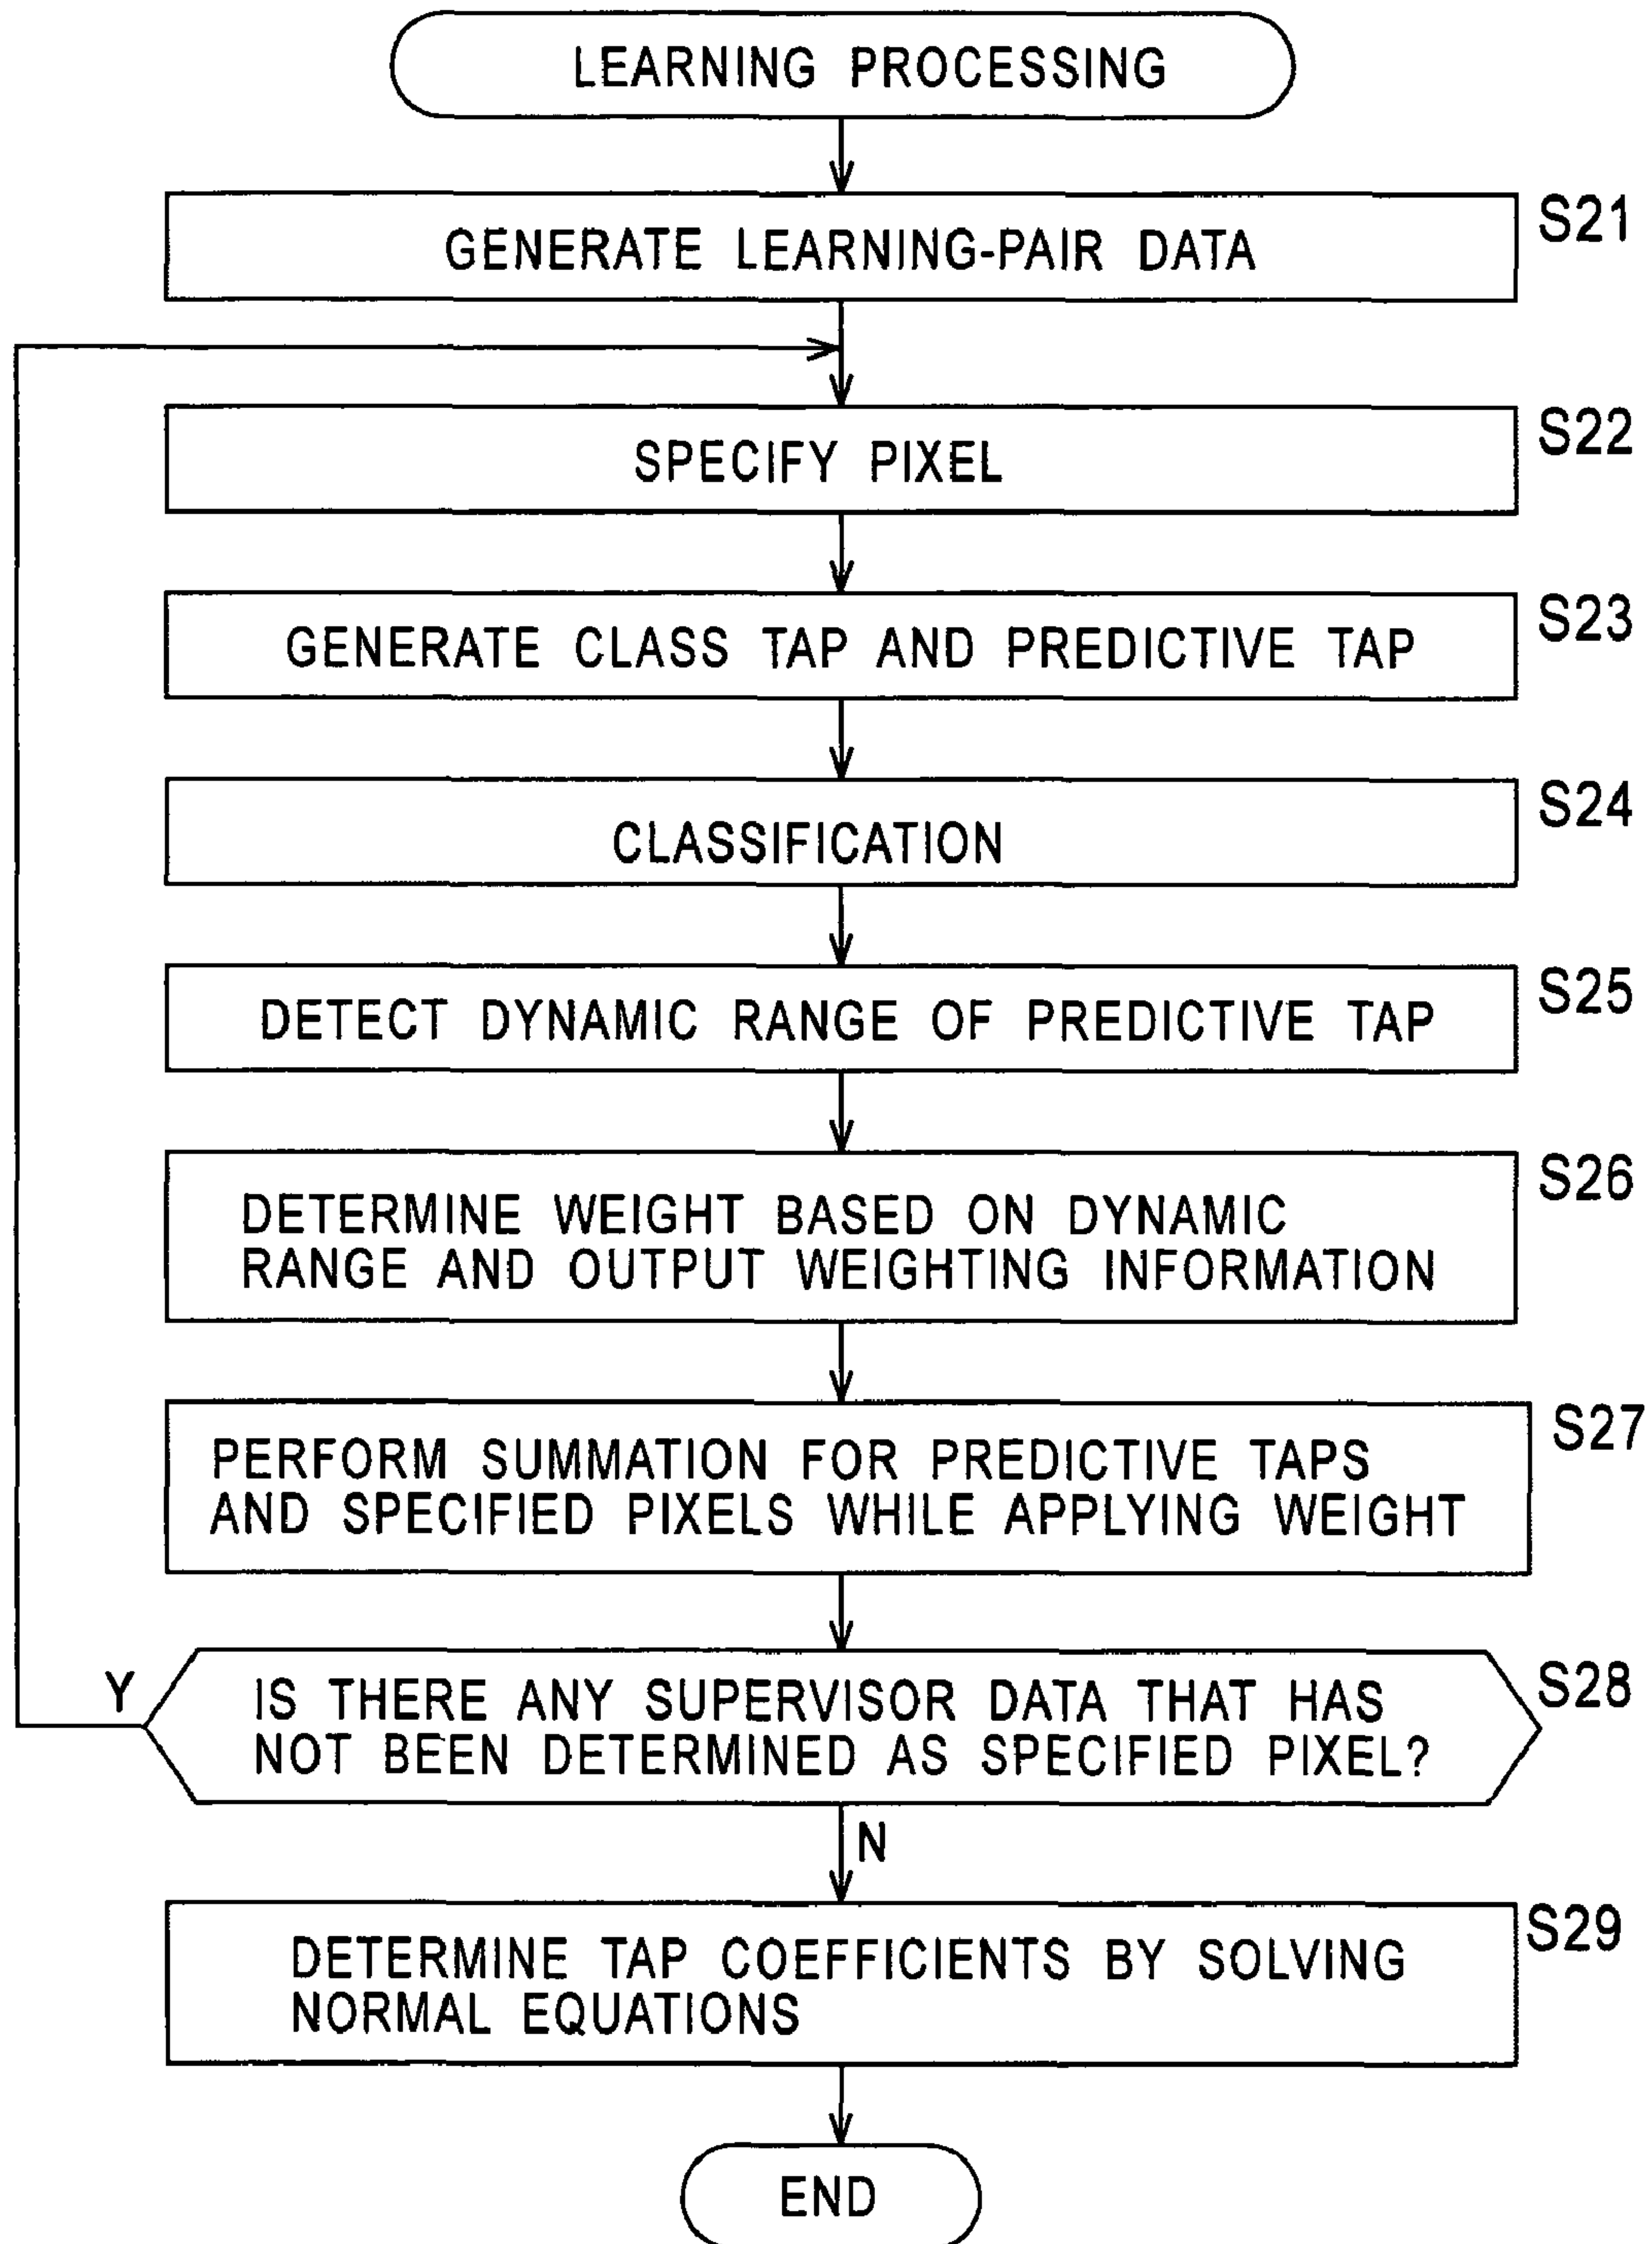 LEARNING PROCESSING
S21
GENERATE LEARNING-PAIR DATA
S22
SPECIFY PIXEL
S23
GENERATE CLASS TAP AND PREDICTIVE TAP
S24
CLASSIFICATION
S25
DETECT DYNAMIC RANGE OF PREDICTIVE TAP
S26
DETERMINE WEIGHT BASED ON DYNAMIC
RANGE AND OUTPUT WEIGHTING INFORMATION
S27
PERFORM SUMMATION FOR PREDICTIVE TAPS
AND SPECIFIED PIXELS WHILE APPLYING WEIGHT
S28
Y
IS THERE ANY SUPERVISOR DATA THAT HAS
NOT BEEN DETERMINED AS SPECIFIED PIXEL?
N
S29
DETERMINE TAP COEFFICIENTS BY SOLVING
NORMAL EQUATIONS
END